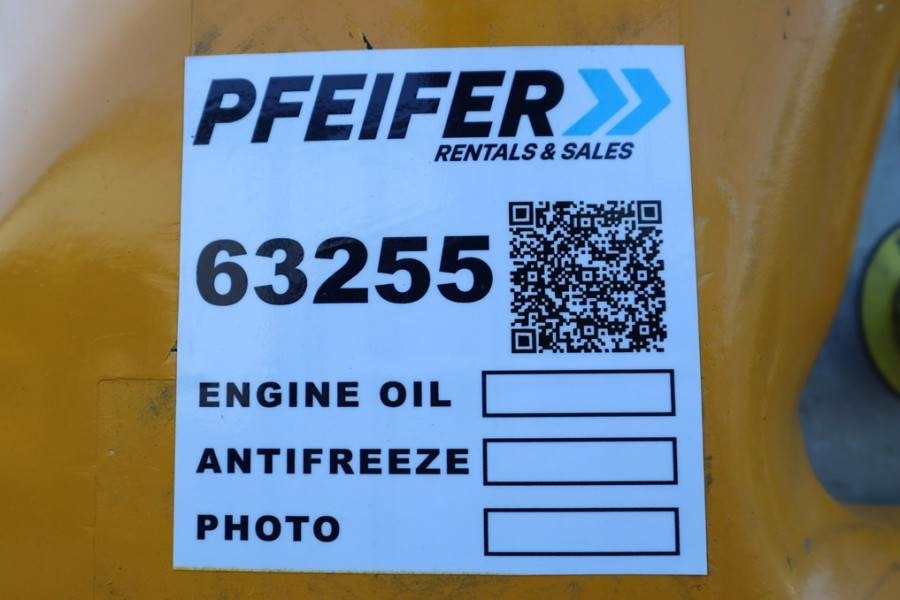 PFEIFER
RENTALS & SALES
63255
ENGINE OIL
ANTIFREEZE
PHOTO